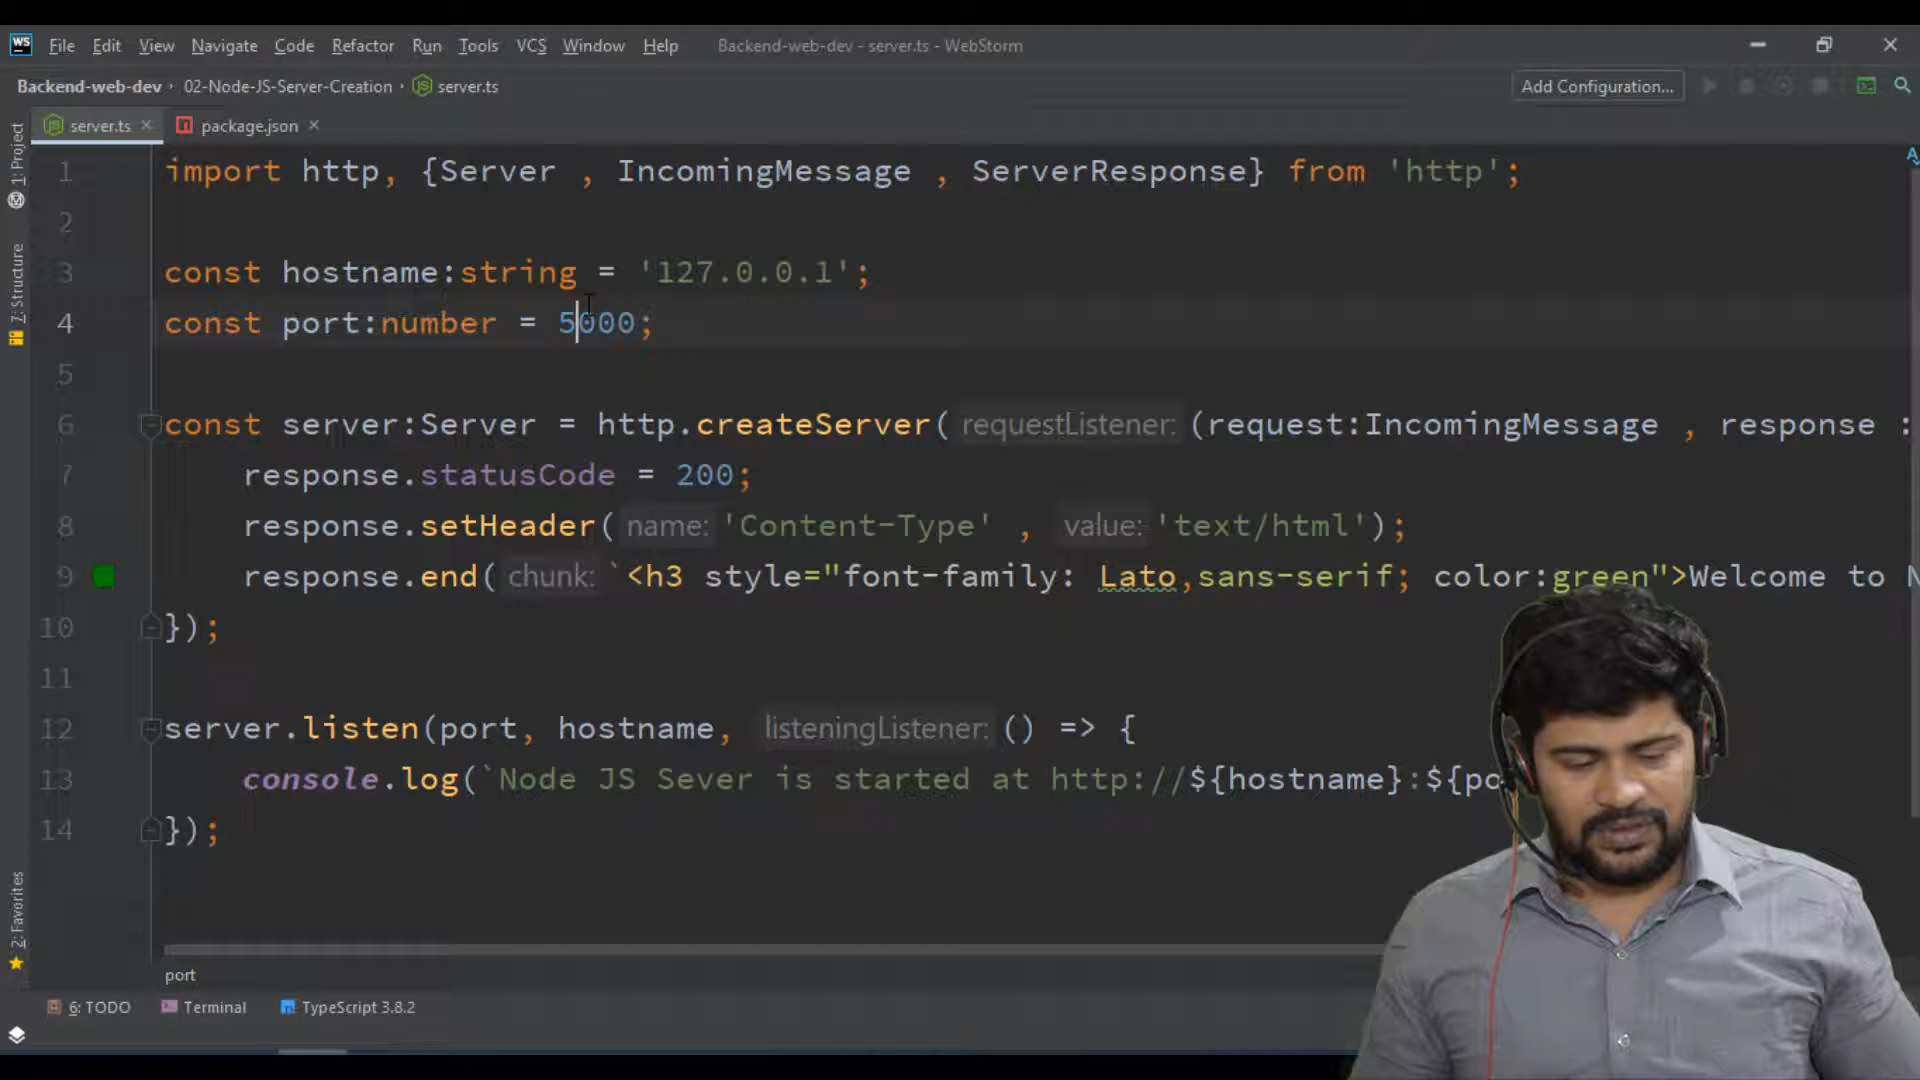 WS File Edit View Navigate Code Refactor Run Tools VCS Window Help Backend-web-dev - server.ts - WebStorm
Backend-web-dev 02-Node-JS-Server-Creation server.ts Add Configuration...
server.ts package.json
1: Project
7: Structure
2: Favorites
1 import http, {Server , IncomingMessage , ServerResponse} from 'http';
2
3 const hostname:string = '127.0.0.1';
4 const port:number = 5000;
5
6 const server:Server = http.createServer( requestListener: (request:IncomingMessage , response :
7 response.statusCode = 200;
8 response.setHeader( name: 'Content-Type' , value: 'text/html');
9 response.end( chunk: `<h3 style="font-family: Lato,sans-serif; color:green">Welcome to N
10 });
11
12 server.listen(port, hostname, listeningListener: () => {
13 console.log(`Node JS Sever is started at http://${hostname}:${po
14 });
port
6: TODO Terminal TypeScript 3.8.2